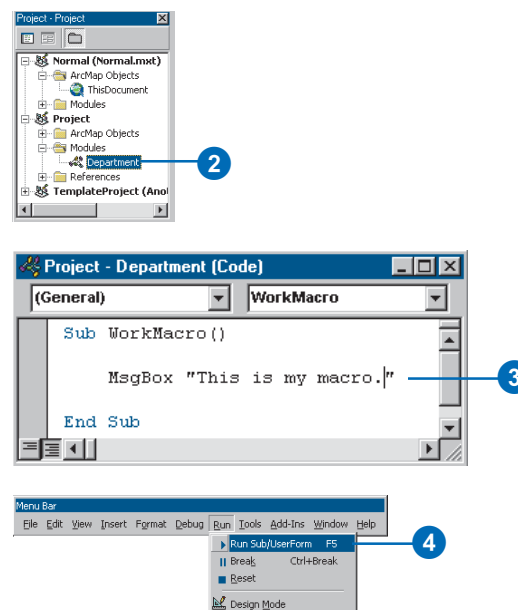 Project - Project
Normal (Normal.mxt)
ArcMap Objects
ThisDocument
Modules
Project
ArcMap Objects
Modules
Department
References
TemplateProject (Ano
2
Project - Department (Code)
(General) WorkMacro
Sub WorkMacro()
MsgBox "This is my macro."
3
End Sub
Menu Bar
File Edit View Insert Format Debug Run Tools Add-Ins Window Help
Run Sub/UserForm F5
4
Break Ctrl+Break
Reset
Design Mode